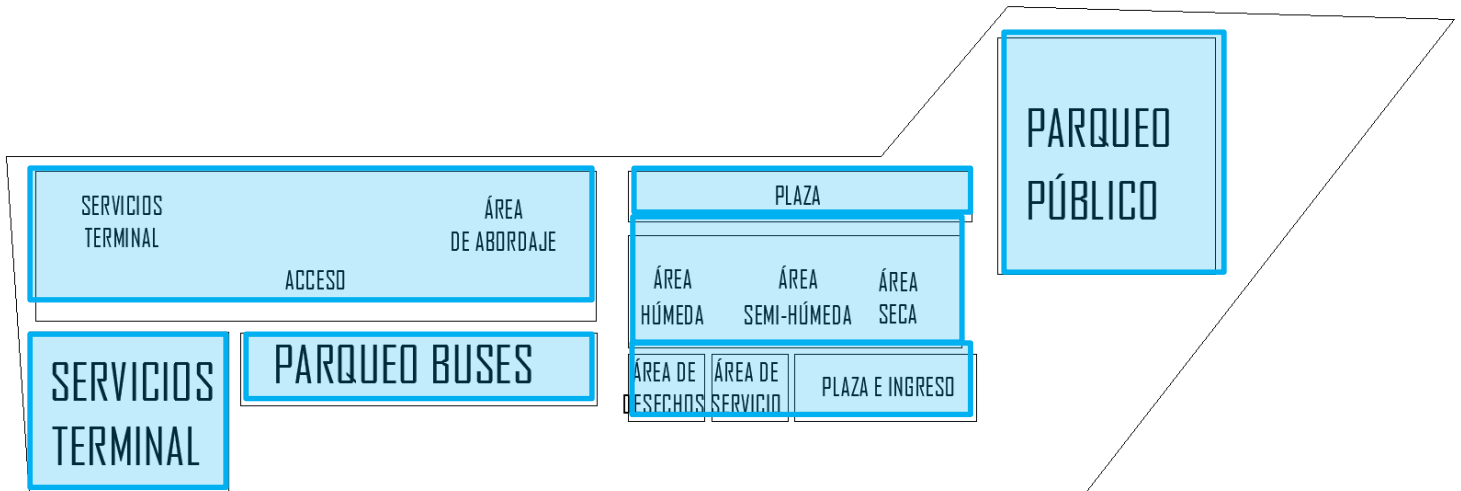 PARQUEO
PÚBLICO
SERVICIOS
TERMINAL
ÁREA
DE ABORDAJE
ACCESO
PLAZA
ÁREA
HÚMEDA
ÁREA
SEMI-HÚMEDA
ÁREA
SECA
SERVICIOS
TERMINAL
PARQUEO BUSES
ÁREA DE
DESECHOS
ÁREA DE
SERVICIO
PLAZA E INGRESO